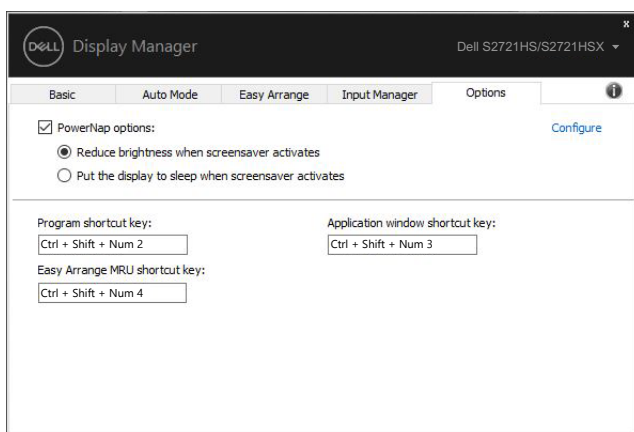 x
DELL Display Manager Dell S2721HS/S2721HSX
Basic Auto Mode Easy Arrange Input Manager Options i
PowerNap options: Configure
Reduce brightness when screensaver activates
Put the display to sleep when screensaver activates
Program shortcut key: Application window shortcut key:
Ctrl + Shift + Num 2 Ctrl + Shift + Num 3
Easy Arrange MRU shortcut key:
Ctrl + Shift + Num 4